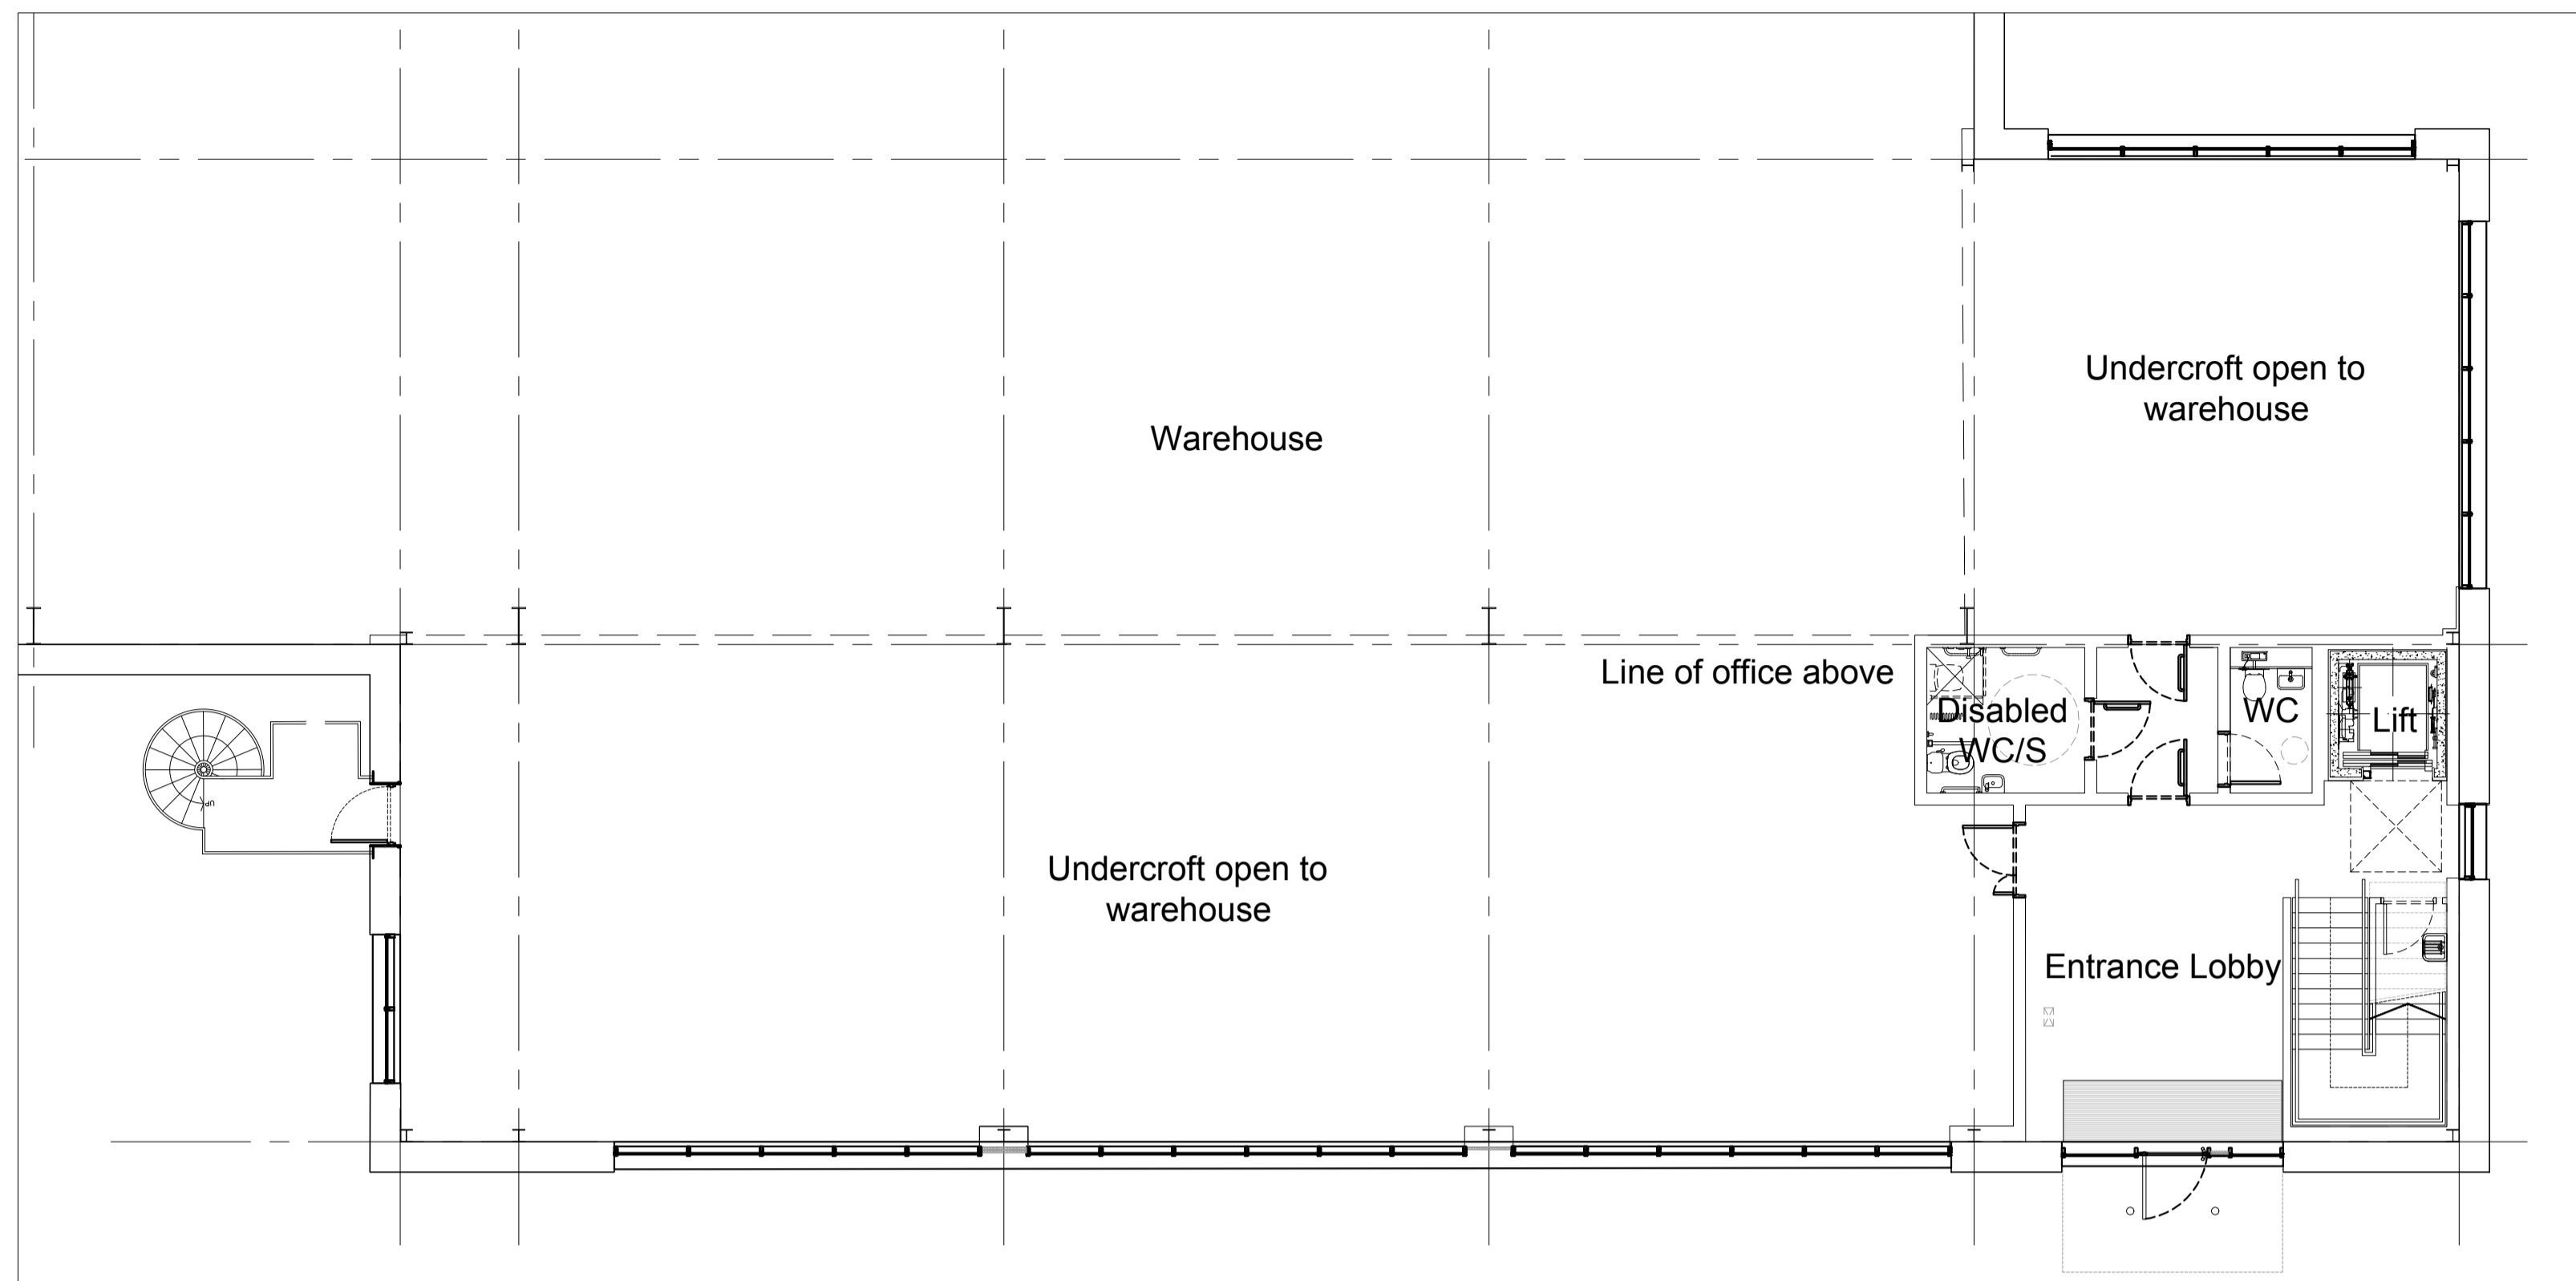 Undercroft open to
warehouse
Warehouse
Line of office above
Disabled
WC/S
WC
Lift
UP
Undercroft open to
warehouse
Entrance Lobby